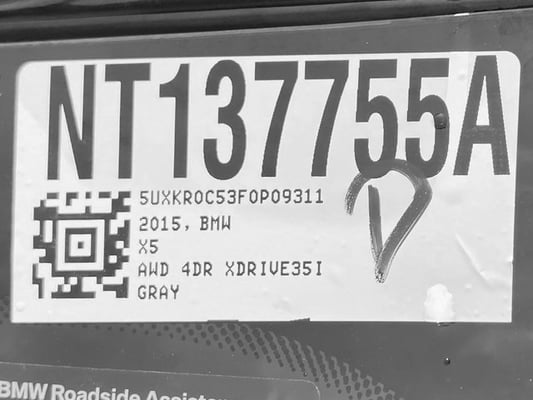 NT137755A
5UXKR0C53F0P09311
2015, BMW
X5
AWD 4DR XDRIVE35I
GRAY
D
BMW Roadside